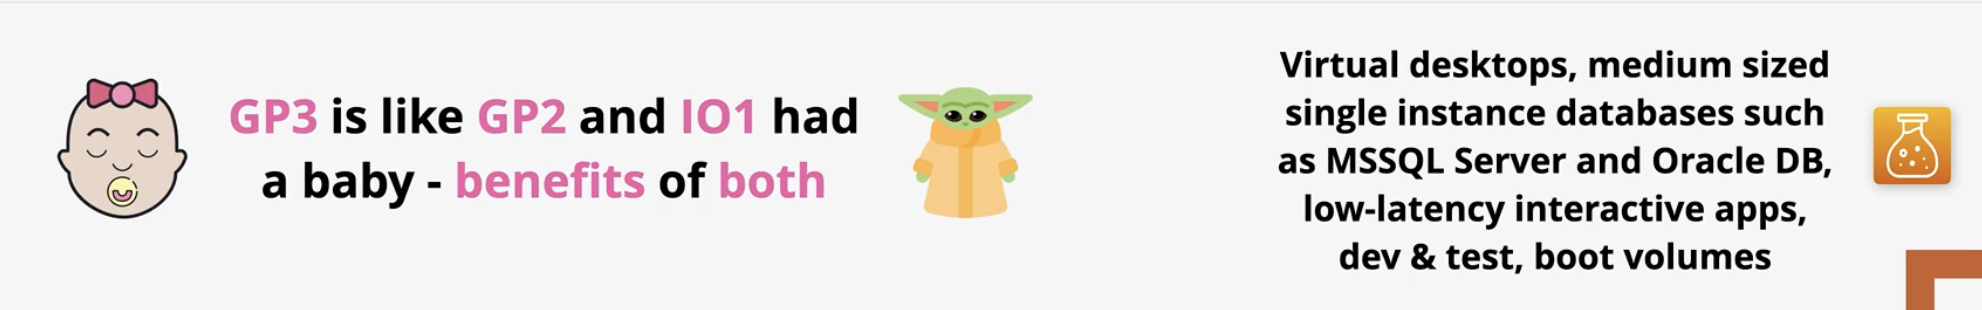 GP3 is like GP2 and IO1 had
a baby - benefits of both
Virtual desktops, medium sized
single instance databases such
as MSSQL Server and Oracle DB,
low-latency interactive apps,
dev & test, boot volumes